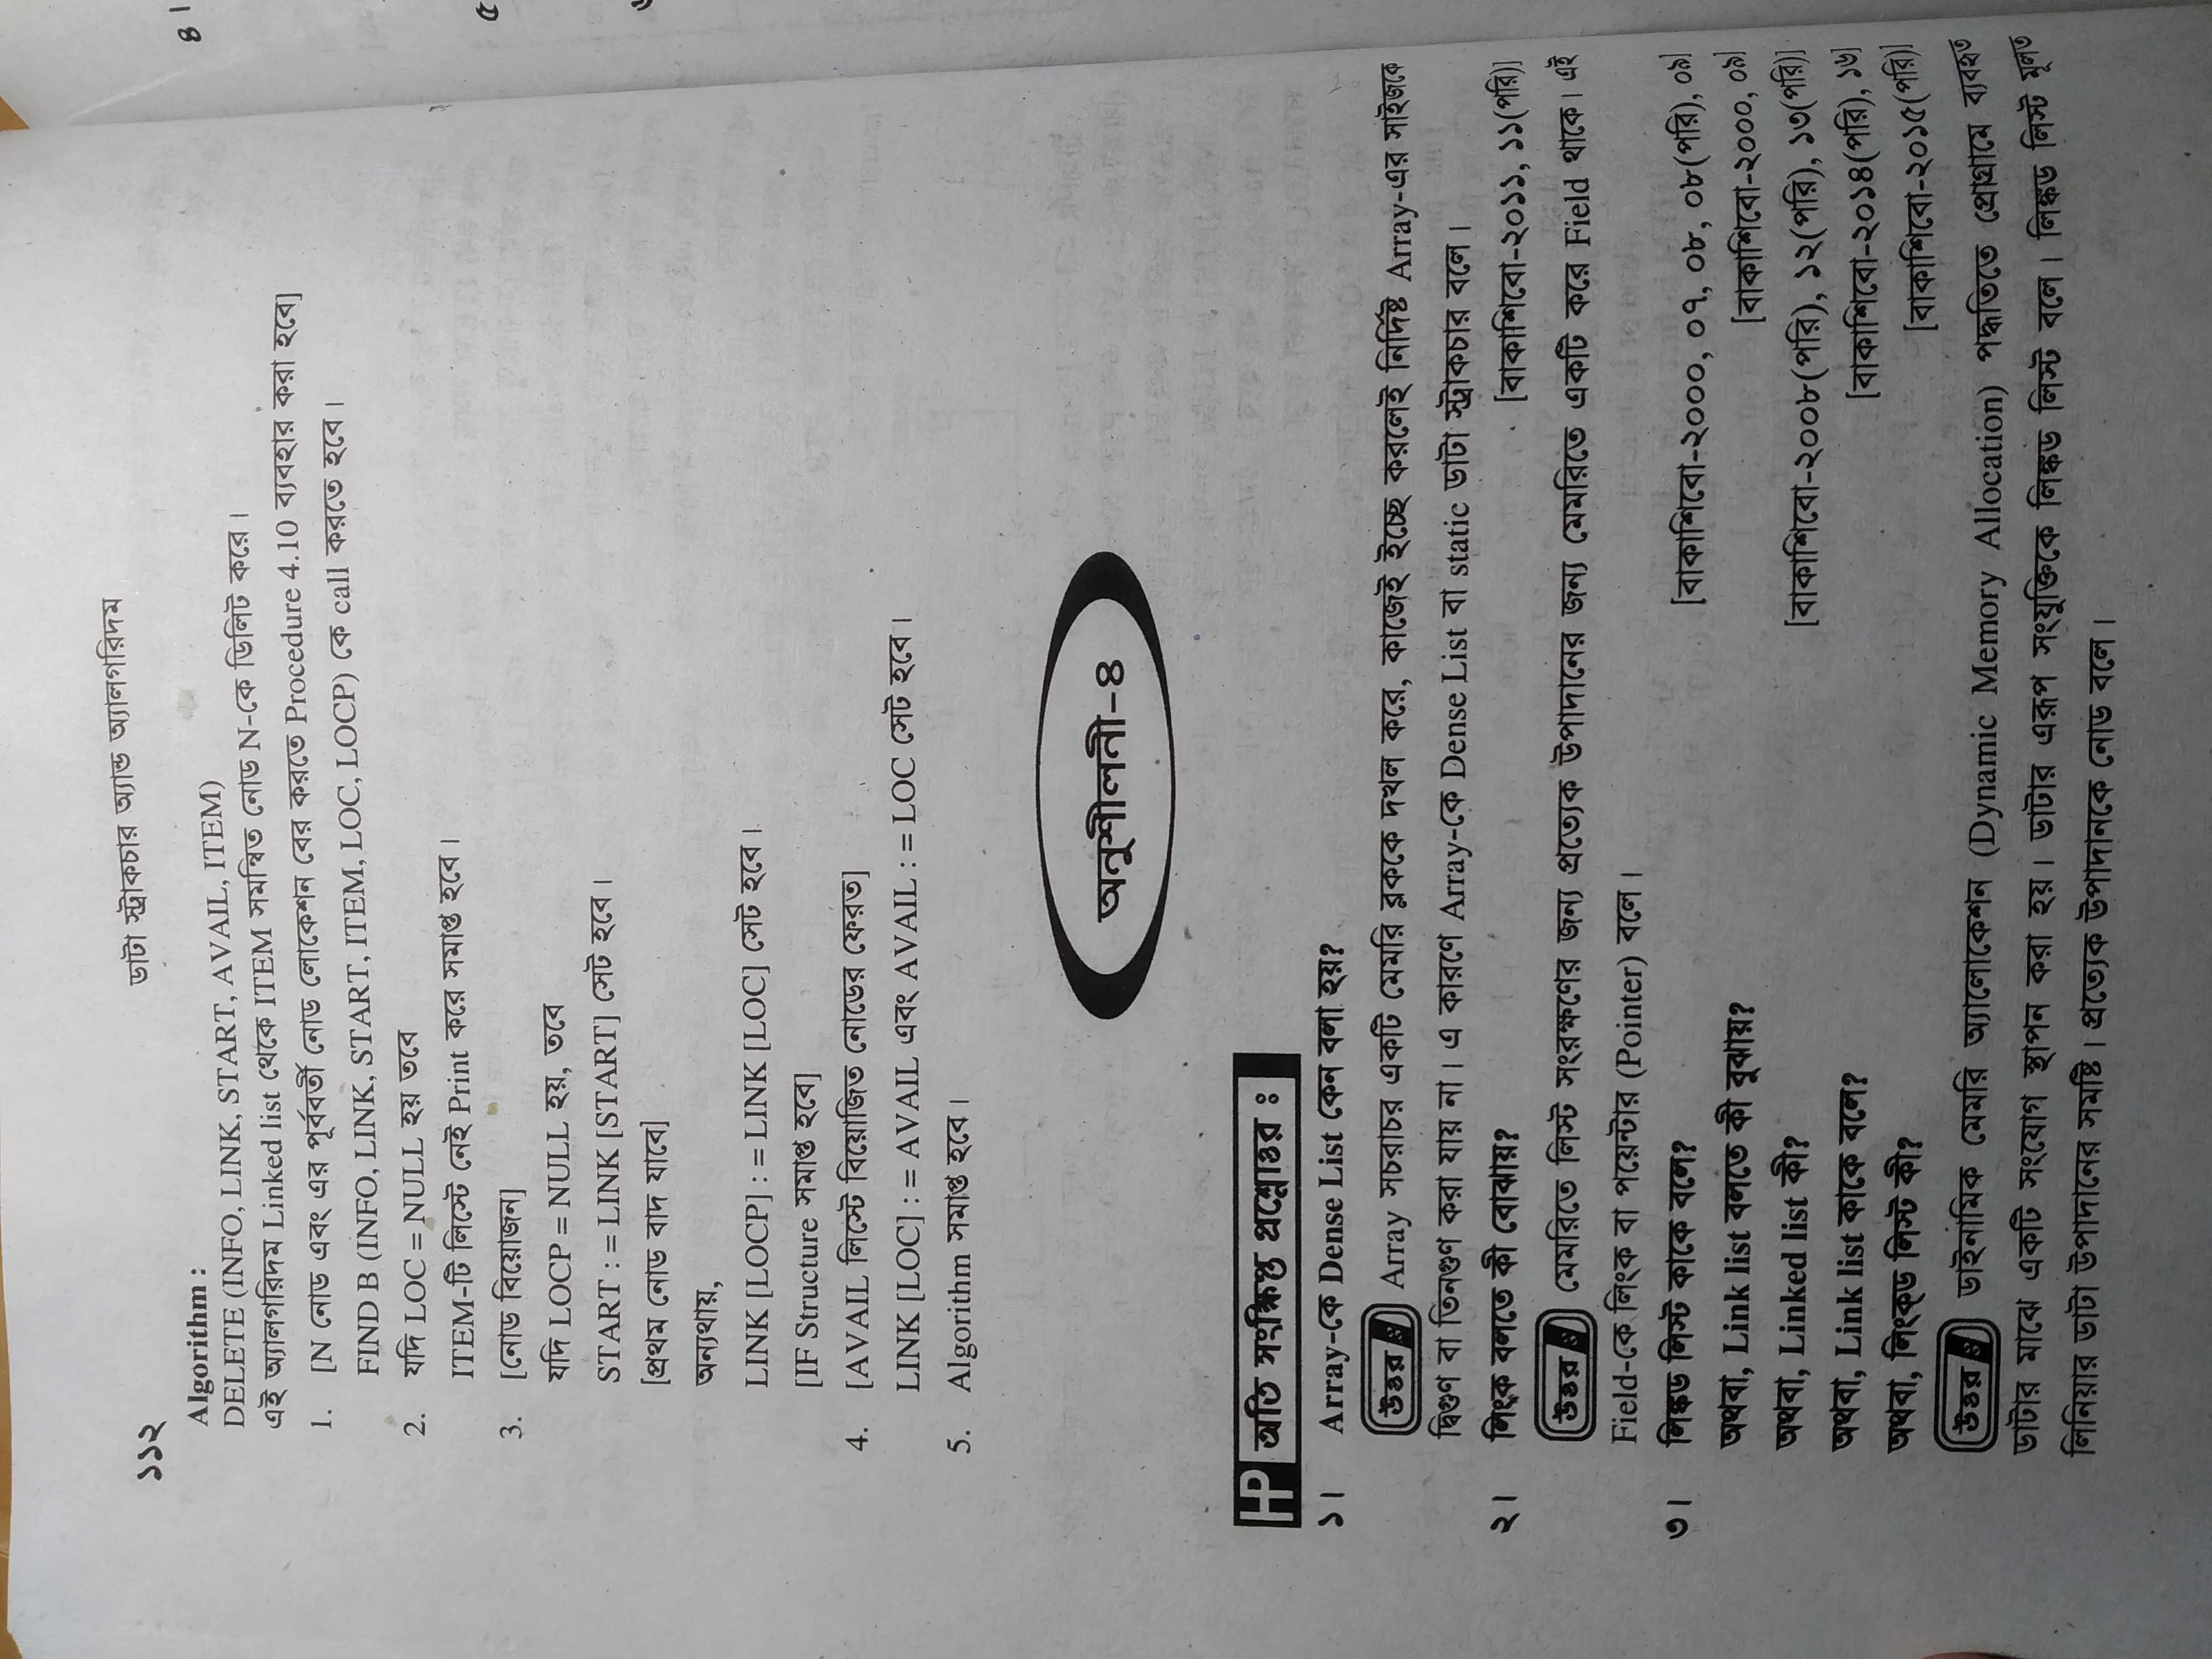 ১১২
ডাটা স্ট্রাকচার অ্যান্ড অ্যালগরিদম
Algorithm :
DELETE (INFO, LINK, START, AVAIL, ITEM)
এই অ্যালগরিদম Linked list থেকে ITEM সমন্বিত নোড N-কে ডিলিট করে।
1. [N নোড এবং এর পূর্ববর্তী নোড লোকেশন বের করতে Procedure 4.10 ব্যবহার করা হবে]
FIND B (INFO, LINK, START, ITEM, LOC, LOCP) কে call করতে হবে।
2. যদি LOC = NULL হয় তবে
ITEM-টি লিস্টে নেই Print করে সমাপ্ত হবে।
3. [নোড বিয়োজন]
যদি LOCP = NULL হয়, তবে
START : = LINK [START] সেট হবে।
[প্রথম নোড বাদ যাবে]
অন্যথায়,
LINK [LOCP] : = LINK [LOC] সেট হবে।
[IF Structure সমাপ্ত হবে]
4. [AVAIL লিস্টে বিয়োজিত নোডের ফেরত]
LINK [LOC] : = AVAIL এবং AVAIL : = LOC সেট হবে।
5. Algorithm সমাপ্ত হবে।
অনুশীলনী-৪
HP অতি সংক্ষিপ্ত প্রশ্নোত্তর ঃ
১। Array-কে Dense List কেন বলা হয়?
উত্তর ঃ Array সচরাচর একটি মেমরি ব্লককে দখল করে, কাজেই ইচ্ছে করলেই নির্দিষ্ট Array-এর সাইজকে
দ্বিগুণ বা তিনগুণ করা যায় না। এ কারণে Array-কে Dense List বা static ডাটা স্ট্রাকচার বলে।
২। লিংক বলতে কী বোঝায়? [বাকাশিবো-২০১১, ১১(পরি)]
উত্তর ঃ মেমরিতে লিস্ট সংরক্ষণের জন্য প্রত্যেক উপাদানের জন্য মেমরিতে একটি করে Field থাকে। এই
Field-কে লিংক বা পয়েন্টার (Pointer) বলে।
৩। লিঙ্কড লিস্ট কাকে বলে? [বাকাশিবো-২০০০, ০৭, ০৮, ০৮(পরি), ০৯]
অথবা, Link list বলতে কী বুঝায়? [বাকাশিবো-২০০০, ০৯]
অথবা, Linked list কী? [বাকাশিবো-২০০৮(পরি), ১২(পরি), ১৩(পরি)]
অথবা, Link list কাকে বলে? [বাকাশিবো-২০১৪(পরি), ১৬]
অথবা, লিংক্ড লিস্ট কী? [বাকাশিবো-২০১৫(পরি)]
উত্তর ঃ ডাইনামিক মেমরি অ্যালোকেশন (Dynamic Memory Allocation) পদ্ধতিতে প্রোগ্রামে ব্যবহৃত
ডাটার মাঝে একটি সংযোগ স্থাপন করা হয়। ডাটার এরূপ সংযুক্তিকে লিঙ্কড লিস্ট বলে। লিঙ্কড লিস্ট মূলত
লিনিয়ার ডাটা উপাদানের সমষ্টি। প্রত্যেক উপাদানকে নোড বলে।
৪।
৫